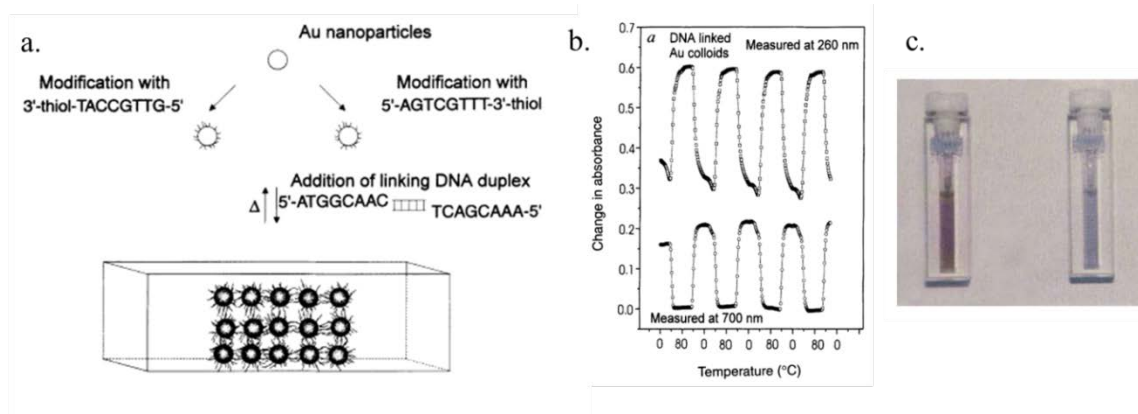 a.
Au nanoparticles
Modification with
3'-thiol-TACCGTTG-5'
Modification with
5'-AGTCGTTT-3'-thiol
Addition of linking DNA duplex
Δ
5'-ATGGCAAC
TCAGCAAA-5'
b.
a DNA linked
Au colloids
Measured at 260 nm
0.7
0.6
0.5
0.4
0.3
0.2
0.1
0.0
Change in absorbance
Measured at 700 nm
0 80 0 80 0 80 0 80 0
Temperature (°C)
c.